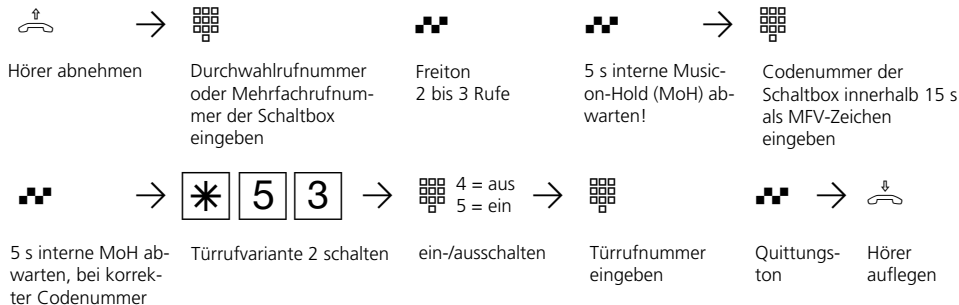 Hörer abnehmen
Durchwahlrufnummer
oder Mehrfachrufnum-
mer der Schaltbox
eingeben
Freiton
2 bis 3 Rufe
5 s interne Music-
on-Hold (MoH) ab-
warten!
Codenummer der
Schaltbox innerhalb 15 s
als MFV-Zeichen
eingeben
* 5 3
4 = aus
5 = ein
5 s interne MoH ab-
warten, bei korrek-
ter Codenummer
Türrufvariante 2 schalten
ein-/ausschalten
Türrufnummer
eingeben
Quittungs-
ton
Hörer
auflegen